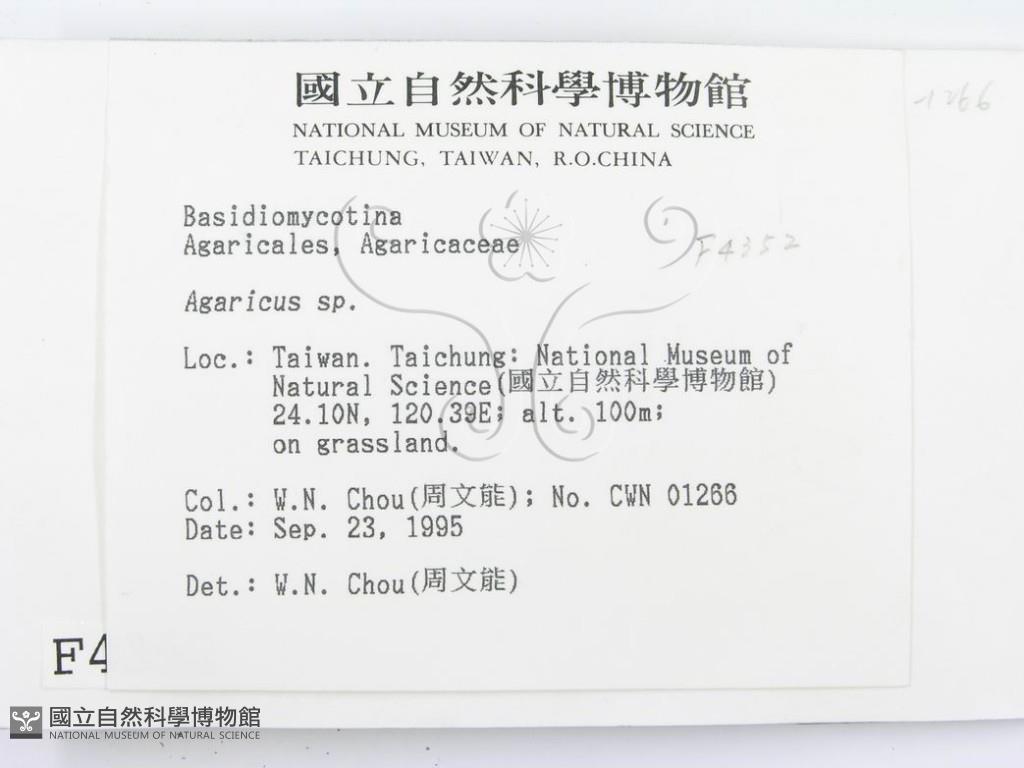 國立自然科學博物館
NATIONAL MUSEUM OF NATURAL SCIENCE
TAICHUNG, TAIWAN, R.O.CHINA
-1266
Basidiomycotina
Agaricales, Agaricaceae
F4352
Agaricus sp.
Loc.: Taiwan. Taichung: National Museum of
Natural Science(國立自然科學博物館)
24.10N, 120.39E; alt. 100m;
on grassland.
Col.: W.N. Chou(周文能); No. CWN 01266
Date: Sep. 23, 1995
Det.: W.N. Chou(周文能)
F4
國立自然科學博物館
NATIONAL MUSEUM OF NATURAL SCIENCE